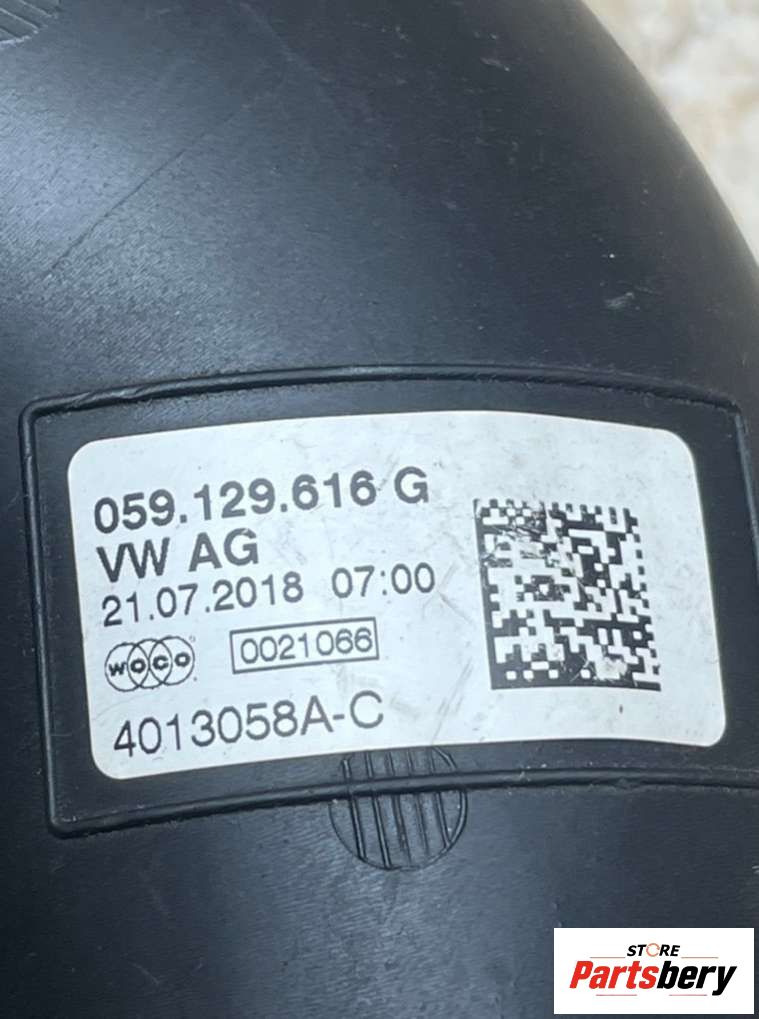 059.129.616 G
VW AG
21.07.2018 07:00
WOCO 0021066
4013058A-C
STORE
Partsbery